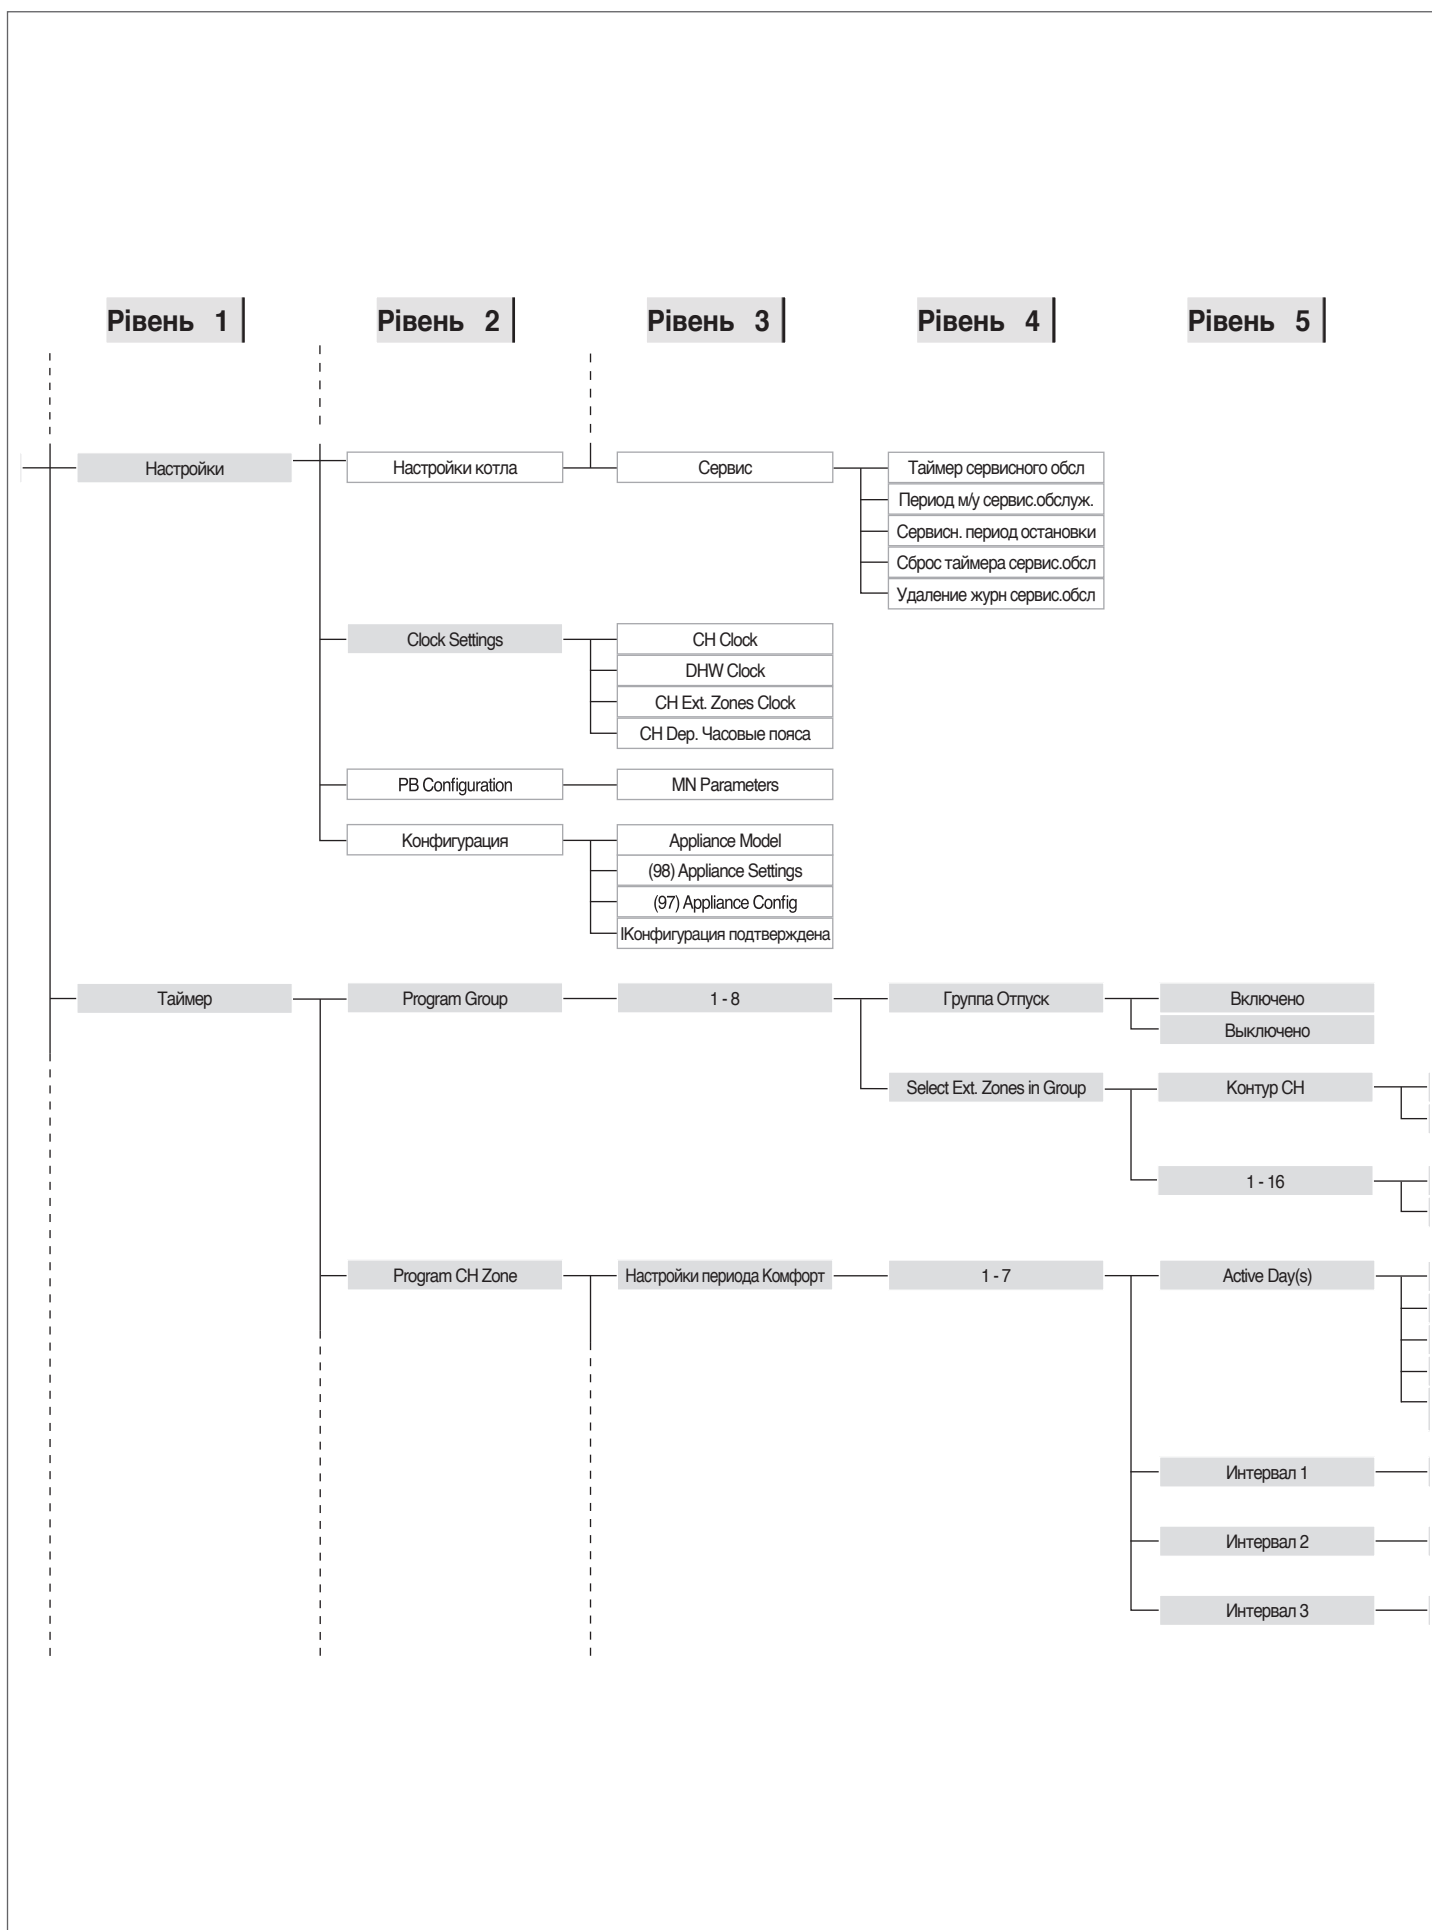 Рівень 1
Рівень 2
Рівень 3
Рівень 4
Рівень 5
Настройки
Настройки котла
Сервис
Таймер сервисного обсл
Период м/у сервис.обслуж.
Сервисн. период остановки
Сброс таймера сервис.обсл
Удаление журн сервис.обсл
Clock Settings
CH Clock
DHW Clock
CH Ext. Zones Clock
CH Dep. Часовые пояса
PB Configuration
MN Parameters
Конфигурация
Appliance Model
(98) Appliance Settings
(97) Appliance Config
IКонфигурация подтверждена
Таймер
Program Group
1 - 8
Группа Отпуск
Включено
Выключено
Select Ext. Zones in Group
Контур CH
1 - 16
Program CH Zone
Настройки периода Комфорт
1 - 7
Active Day(s)
Интервал 1
Интервал 2
Интервал 3